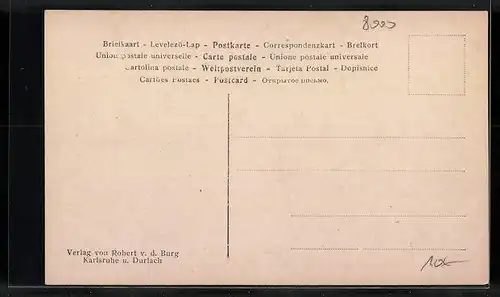 8000
Briefkaart - Levelező-Lap - Postkarte - Correspondenzkart - Brefkort
Union postale universelle - Carte postale - Unione postale universale
Cartolina postale - Weltpostverein - Tarjeta Postal - Dopisnice
Cartões Postaes - Postcard - Открытое письмо.
Verlag von Robert v. d. Burg
Karlsruhe u. Durlach